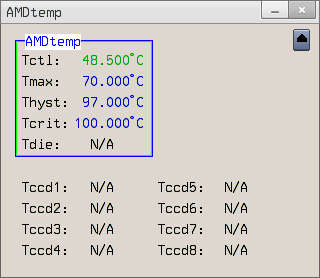 AMDtemp
AMDtemp
Tctl: 48.500°C
Tmax: 70.000°C
Thyst: 97.000°C
Tcrit: 100.000°C
Tdie: N/A
Tccd1: N/A Tccd5: N/A
Tccd2: N/A Tccd6: N/A
Tccd3: N/A Tccd7: N/A
Tccd4: N/A Tccd8: N/A